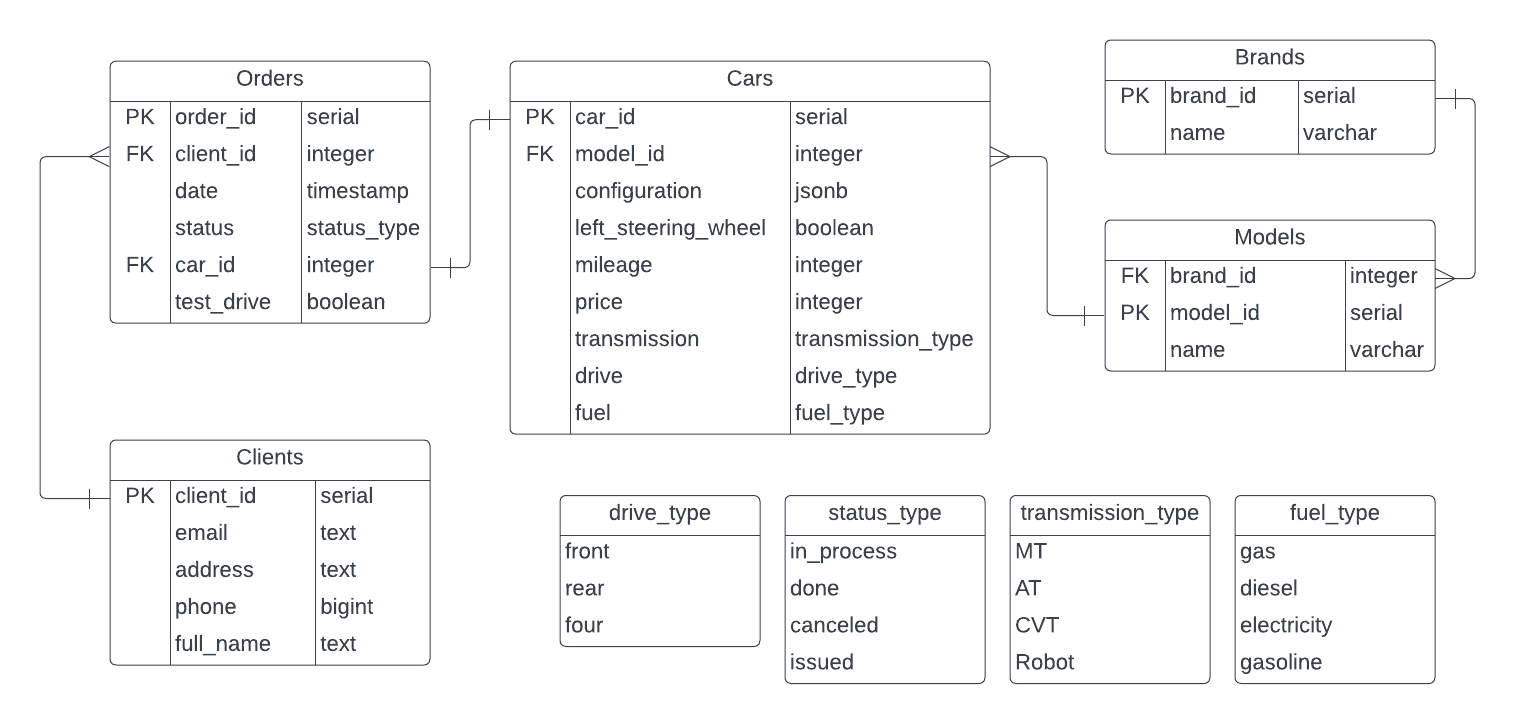 Orders
PK order_id serial
FK client_id integer
date timestamp
status status_type
FK car_id integer
test_drive boolean
Cars
PK car_id serial
FK model_id integer
configuration jsonb
left_steering_wheel boolean
mileage integer
price integer
transmission transmission_type
drive drive_type
fuel fuel_type
Brands
PK brand_id serial
name varchar
Models
FK brand_id integer
PK model_id serial
name varchar
Clients
PK client_id serial
email text
address text
phone bigint
full_name text
drive_type
front
rear
four
status_type
in_process
done
canceled
issued
transmission_type
MT
AT
CVT
Robot
fuel_type
gas
diesel
electricity
gasoline